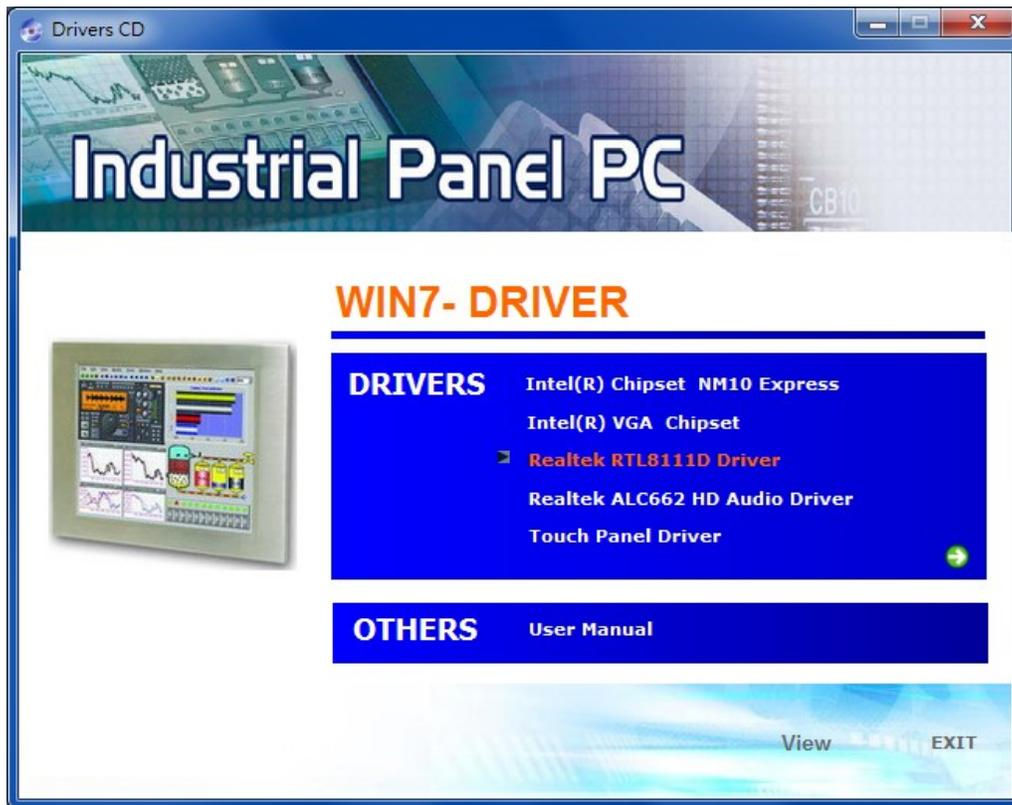 Drivers CD
Industrial Panel PC
CB10
WIN7- DRIVER
DRIVERS
Intel(R) Chipset NM10 Express
Intel(R) VGA Chipset
Realtek RTL8111D Driver
Realtek ALC662 HD Audio Driver
Touch Panel Driver
OTHERS
User Manual
View
EXIT